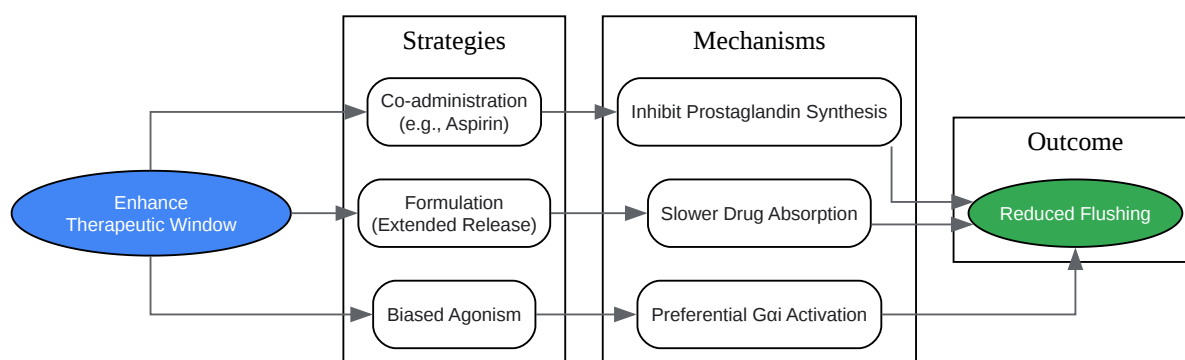 Strategies
Mechanisms
Co-administration
(e.g., Aspirin)
Inhibit Prostaglandin Synthesis
Outcome
Enhance
Therapeutic Window
Formulation
(Extended Release)
Slower Drug Absorption
Reduced Flushing
Biased Agonism
Preferential Gαi Activation